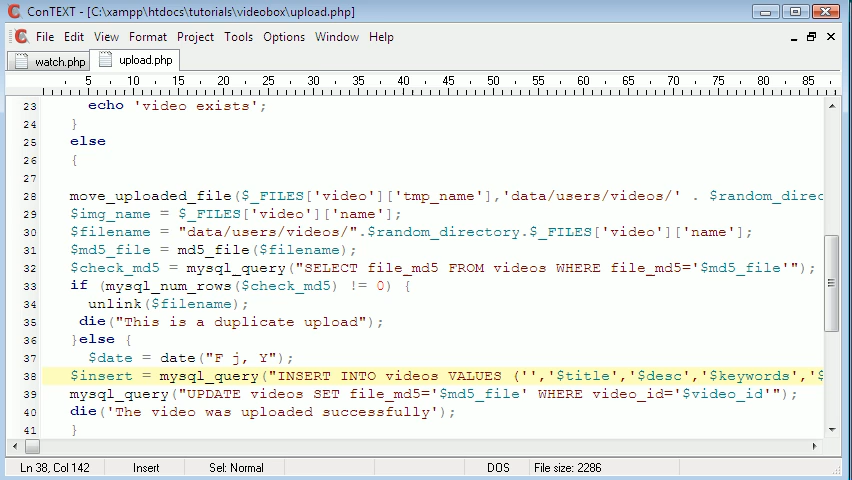 ConTEXT - [C:\xampp\htdocs\tutorials\videobox\upload.php]
File Edit View Format Project Tools Options Window Help
watch.php upload.php
5 10 15 20 25 30 35 40 45 50 55 60 65 70 75 80 85
23 echo 'video exists';
24 }
25 else
26 {
27
28 move_uploaded_file($_FILES['video']['tmp_name'],'data/users/videos/' . $random_direc
29 $img_name = $_FILES['video']['name'];
30 $filename = "data/users/videos/".$random_directory.$_FILES['video']['name'];
31 $md5_file = md5_file($filename);
32 $check_md5 = mysql_query("SELECT file_md5 FROM videos WHERE file_md5='$md5_file'");
33 if (mysql_num_rows($check_md5) != 0) {
34 unlink($filename);
35 die("This is a duplicate upload");
36 }else {
37 $date = date("F j, Y");
38 $insert = mysql_query("INSERT INTO videos VALUES ('','$title','$desc','$keywords','$
39 mysql_query("UPDATE videos SET file_md5='$md5_file' WHERE video_id='$video_id'");
40 die('The video was uploaded successfully');
41 }
Ln 38, Col 142 Insert Sel: Normal DOS File size: 2286